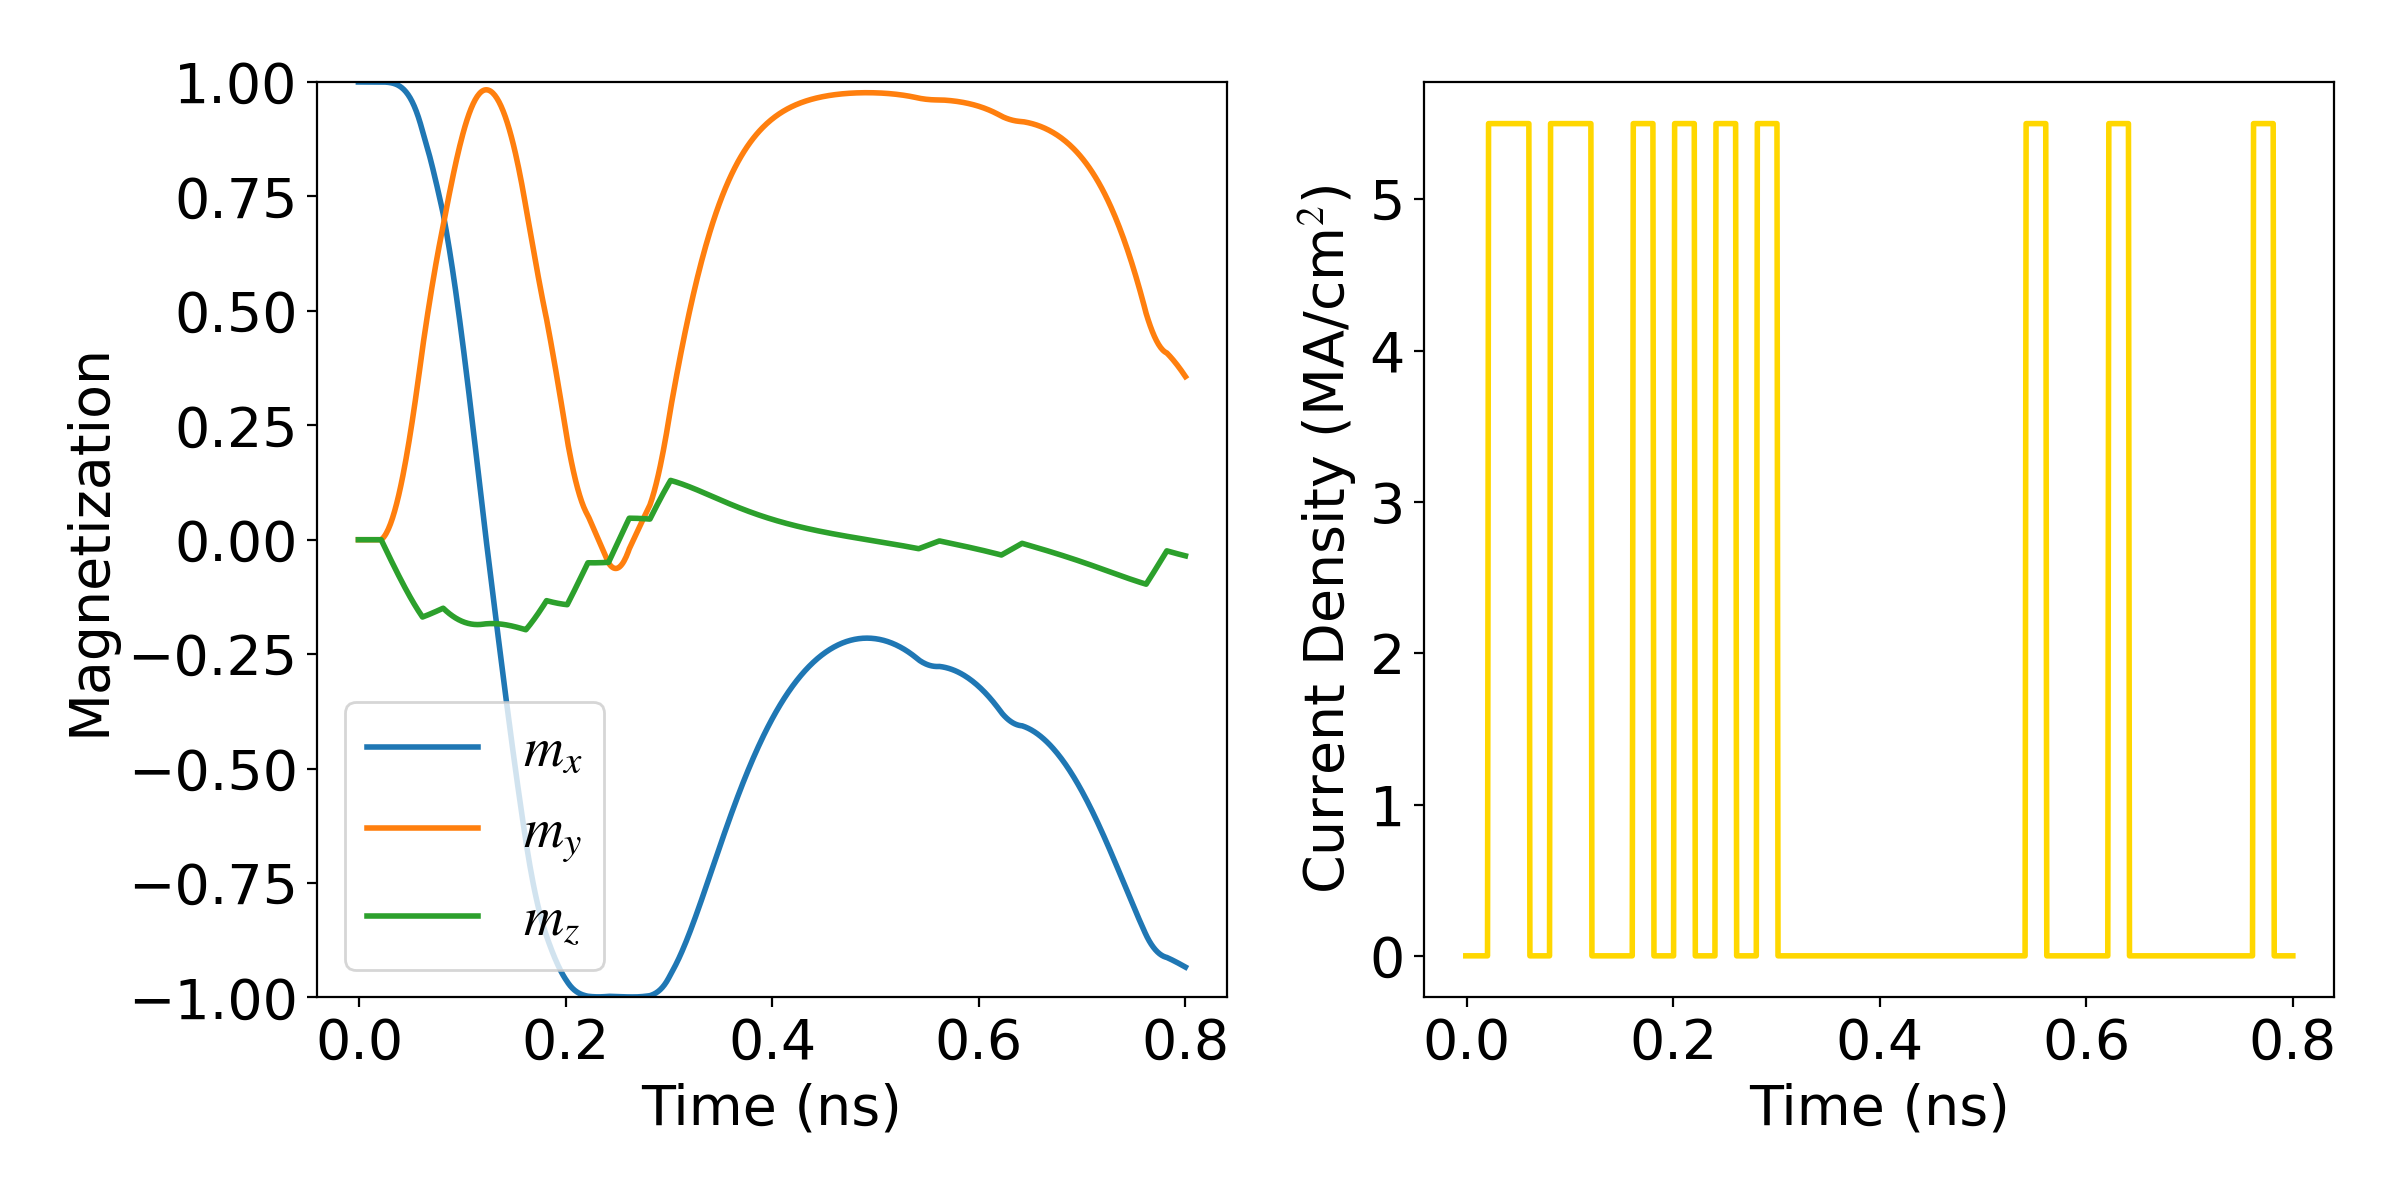 1.00
0.75
0.50
0.25
0.00
−0.25
−0.50
−0.75
−1.00
Magnetization
m_x
m_y
m_z
0.0 0.2 0.4 0.6 0.8
Time (ns)
5
4
3
2
1
0
Current Density (MA/cm²)
0.0 0.2 0.4 0.6 0.8
Time (ns)